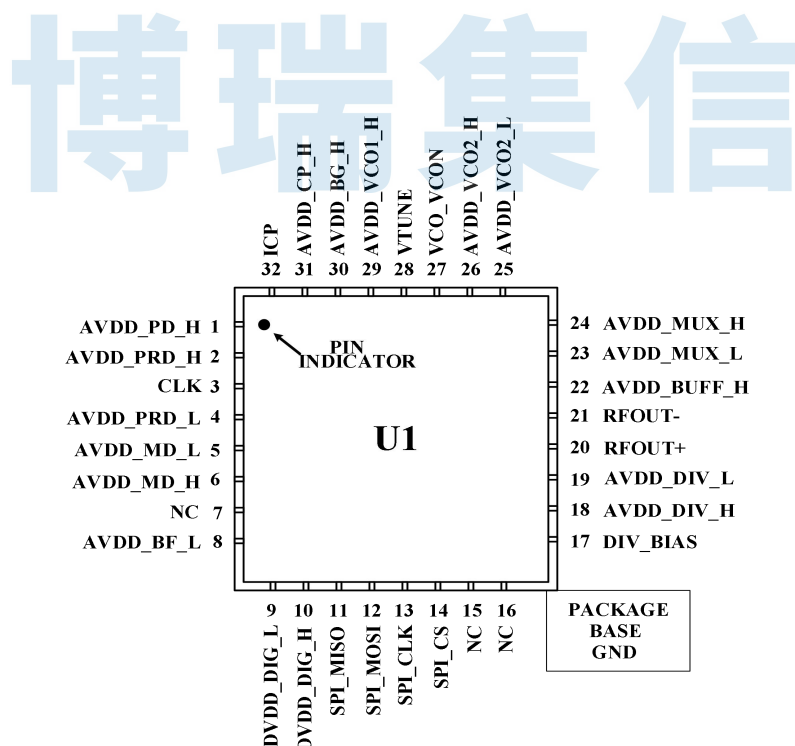 博瑞集信
ICP
AVDD_CP_H
AVDD_BG_H
AVDD_VCO1_H
VTUNE
VCO_VCON
AVDD_VCO2_H
AVDD_VCO2_L
32 31 30 29 28 27 26 25
AVDD_PD_H 1
AVDD_PRD_H 2
CLK 3
AVDD_PRD_L 4
AVDD_MD_L 5
AVDD_MD_H 6
NC 7
AVDD_BF_L 8
PIN
INDICATOR
U1
24 AVDD_MUX_H
23 AVDD_MUX_L
22 AVDD_BUFF_H
21 RFOUT-
20 RFOUT+
19 AVDD_DIV_L
18 AVDD_DIV_H
17 DIV_BIAS
9 10 11 12 13 14 15 16
DVDD_DIG_L
DVDD_DIG_H
SPI_MISO
SPI_MOSI
SPI_CLK
SPI_CS
NC
NC
PACKAGE
BASE
GND